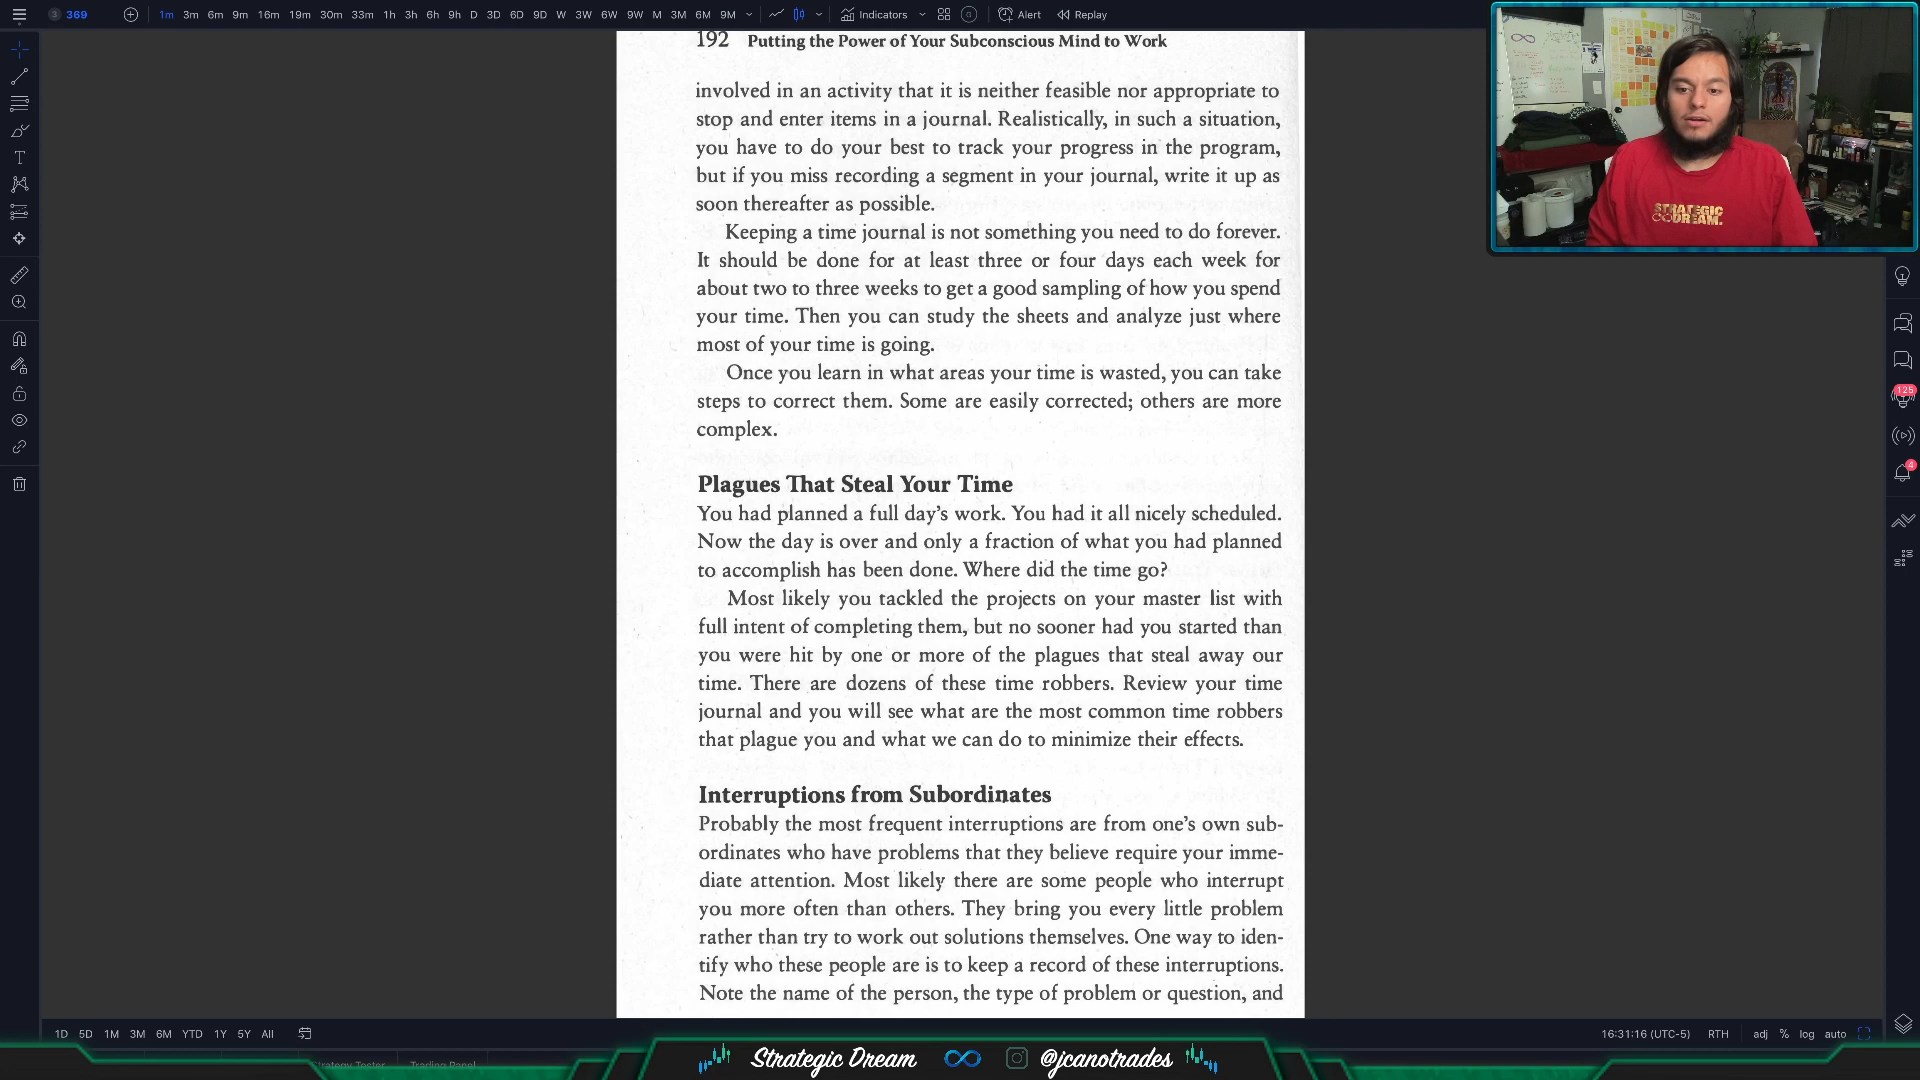 369
1m 3m 6m 9m 16m 19m 30m 33m 1h 3h 6h 9h D 3D 6D 9D W 3W 6W 9W M 3M 6M 9M
Indicators
Alert
Replay
192 Putting the Power of Your Subconscious Mind to Work
involved in an activity that it is neither feasible nor appropriate to
stop and enter items in a journal. Realistically, in such a situation,
you have to do your best to track your progress in the program,
but if you miss recording a segment in your journal, write it up as
soon thereafter as possible.
Keeping a time journal is not something you need to do forever.
It should be done for at least three or four days each week for
about two to three weeks to get a good sampling of how you spend
your time. Then you can study the sheets and analyze just where
most of your time is going.
Once you learn in what areas your time is wasted, you can take
steps to correct them. Some are easily corrected; others are more
complex.
Plagues That Steal Your Time
You had planned a full day's work. You had it all nicely scheduled.
Now the day is over and only a fraction of what you had planned
to accomplish has been done. Where did the time go?
Most likely you tackled the projects on your master list with
full intent of completing them, but no sooner had you started than
you were hit by one or more of the plagues that steal away our
time. There are dozens of these time robbers. Review your time
journal and you will see what are the most common time robbers
that plague you and what we can do to minimize their effects.
Interruptions from Subordinates
Probably the most frequent interruptions are from one's own sub-
ordinates who have problems that they believe require your imme-
diate attention. Most likely there are some people who interrupt
you more often than others. They bring you every little problem
rather than try to work out solutions themselves. One way to iden-
tify who these people are is to keep a record of these interruptions.
Note the name of the person, the type of problem or question, and
STRATEGIC
DREAM.
125
4
1D 5D 1M 3M 6M YTD 1Y 5Y All
16:31:16 (UTC-5) RTH adj % log auto
Strategy Tester Trading Panel
Strategic Dream @jcanotrades